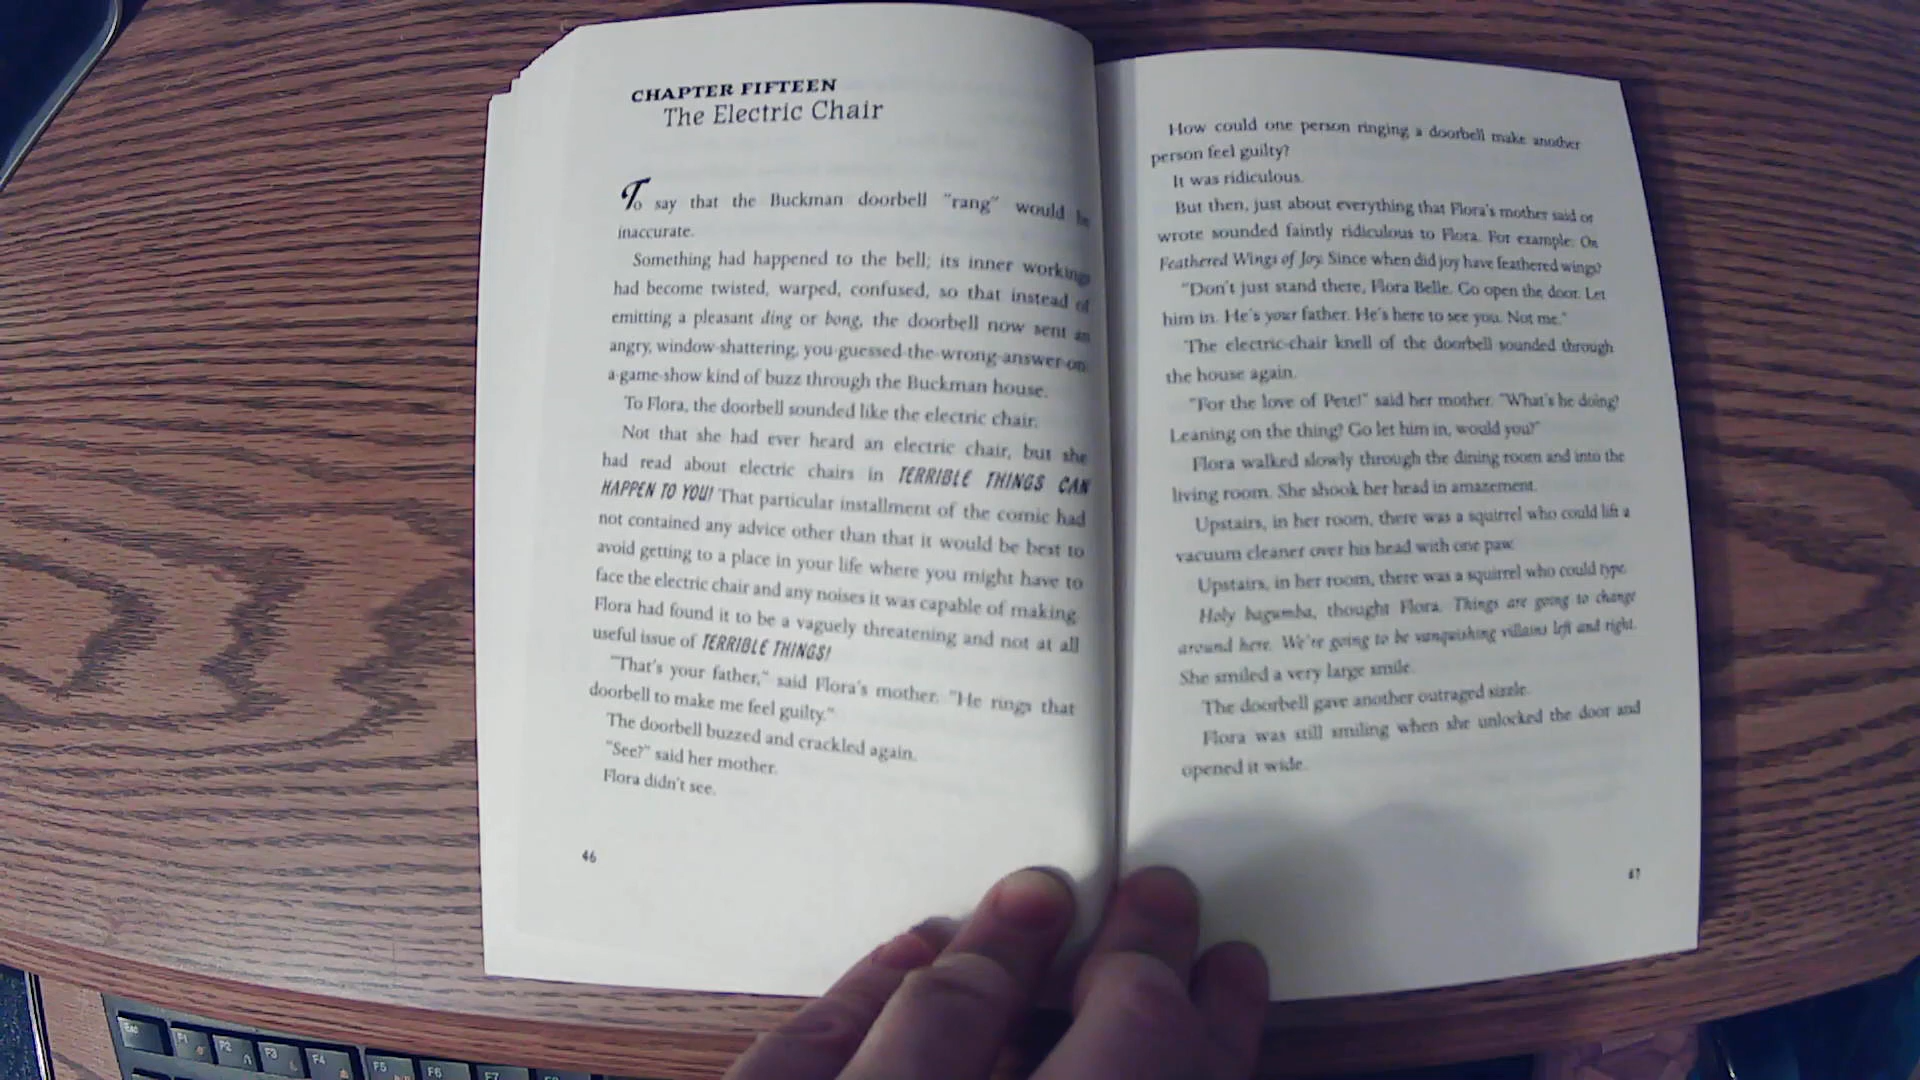 CHAPTER FIFTEEN
The Electric Chair
To say that the Buckman doorbell "rang" would be
inaccurate.
Something had happened to the bell; its inner workings
had become twisted, warped, confused, so that instead of
emitting a pleasant ding or bong, the doorbell now sent an
angry, window-shattering, you-guessed-the-wrong-answer-on-
a-game-show kind of buzz through the Buckman house.
To Flora, the doorbell sounded like the electric chair.
Not that she had ever heard an electric chair, but she
had read about electric chairs in TERRIBLE THINGS CAN
HAPPEN TO YOU! That particular installment of the comic had
not contained any advice other than that it would be best to
avoid getting to a place in your life where you might have to
face the electric chair and any noises it was capable of making.
Flora had found it to be a vaguely threatening and not at all
useful issue of TERRIBLE THINGS!
"That's your father," said Flora's mother. "He rings that
doorbell to make me feel guilty."
The doorbell buzzed and crackled again.
"See?" said her mother.
Flora didn't see.
46
How could one person ringing a doorbell make another
person feel guilty?
It was ridiculous.
But then, just about everything that Flora's mother said or
wrote sounded faintly ridiculous to Flora. For example: On
Feathered Wings of Joy. Since when did joy have feathered wings?
"Don't just stand there, Flora Belle. Go open the door. Let
him in. He's your father. He's here to see you. Not me."
The electric-chair knell of the doorbell sounded through
the house again.
"For the love of Pete!" said her mother. "What's he doing?
Leaning on the thing? Go let him in, would you?"
Flora walked slowly through the dining room and into the
living room. She shook her head in amazement.
Upstairs, in her room, there was a squirrel who could lift a
vacuum cleaner over his head with one paw.
Upstairs, in her room, there was a squirrel who could type.
Holy bagumba, thought Flora. Things are going to change
around here. We're going to be vanquishing villains left and right.
She smiled a very large smile.
The doorbell gave another outraged sizzle.
Flora was still smiling when she unlocked the door and
opened it wide.
47
Esc
F1
F2
F3
F4
F5
F6
F7